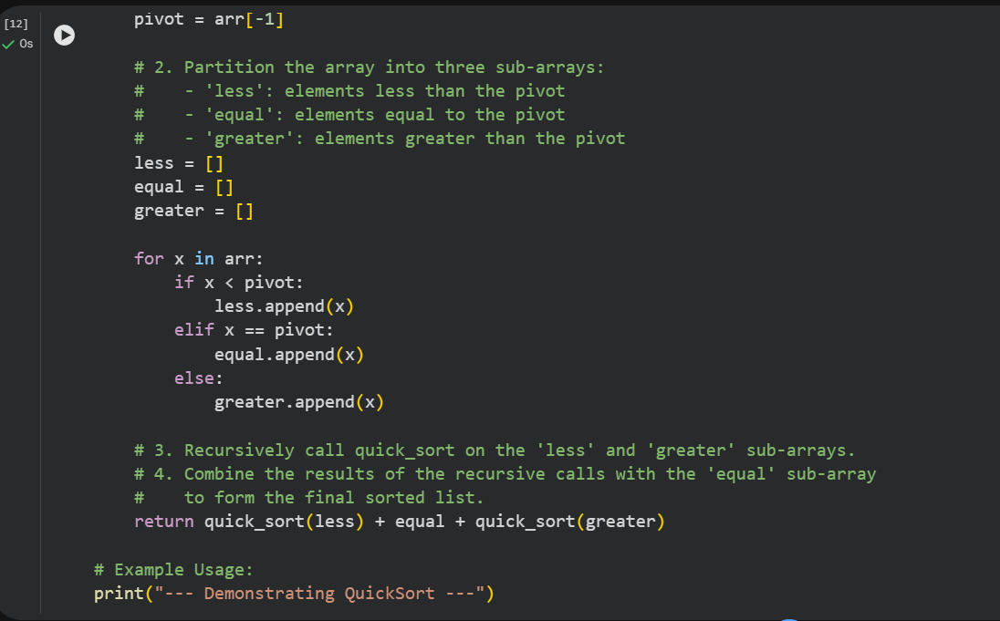 [12]
0s
    pivot = arr[-1]

    # 2. Partition the array into three sub-arrays:
    #    - 'less': elements less than the pivot
    #    - 'equal': elements equal to the pivot
    #    - 'greater': elements greater than the pivot
    less = []
    equal = []
    greater = []

    for x in arr:
        if x < pivot:
            less.append(x)
        elif x == pivot:
            equal.append(x)
        else:
            greater.append(x)

    # 3. Recursively call quick_sort on the 'less' and 'greater' sub-arrays.
    # 4. Combine the results of the recursive calls with the 'equal' sub-array
    #    to form the final sorted list.
    return quick_sort(less) + equal + quick_sort(greater)

# Example Usage:
print("--- Demonstrating QuickSort ---")